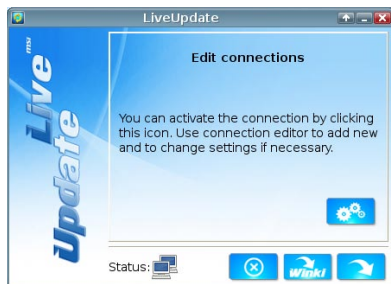 LiveUpdate
msi
Live
Update
Edit connections
You can activate the connection by clicking
this icon. Use connection editor to add new
and to change settings if necessary.
Status:
Winki